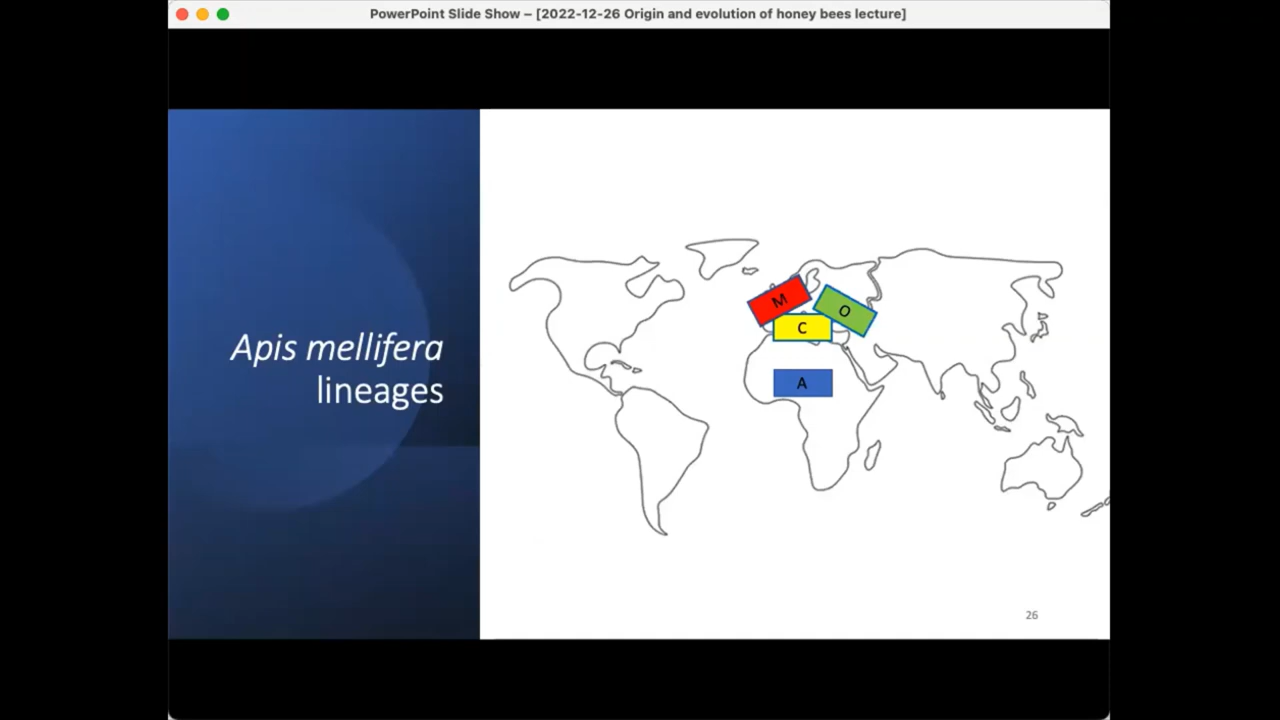 PowerPoint Slide Show – [2022-12-26 Origin and evolution of honey bees lecture]
Apis mellifera
lineages
M
O
C
A
26